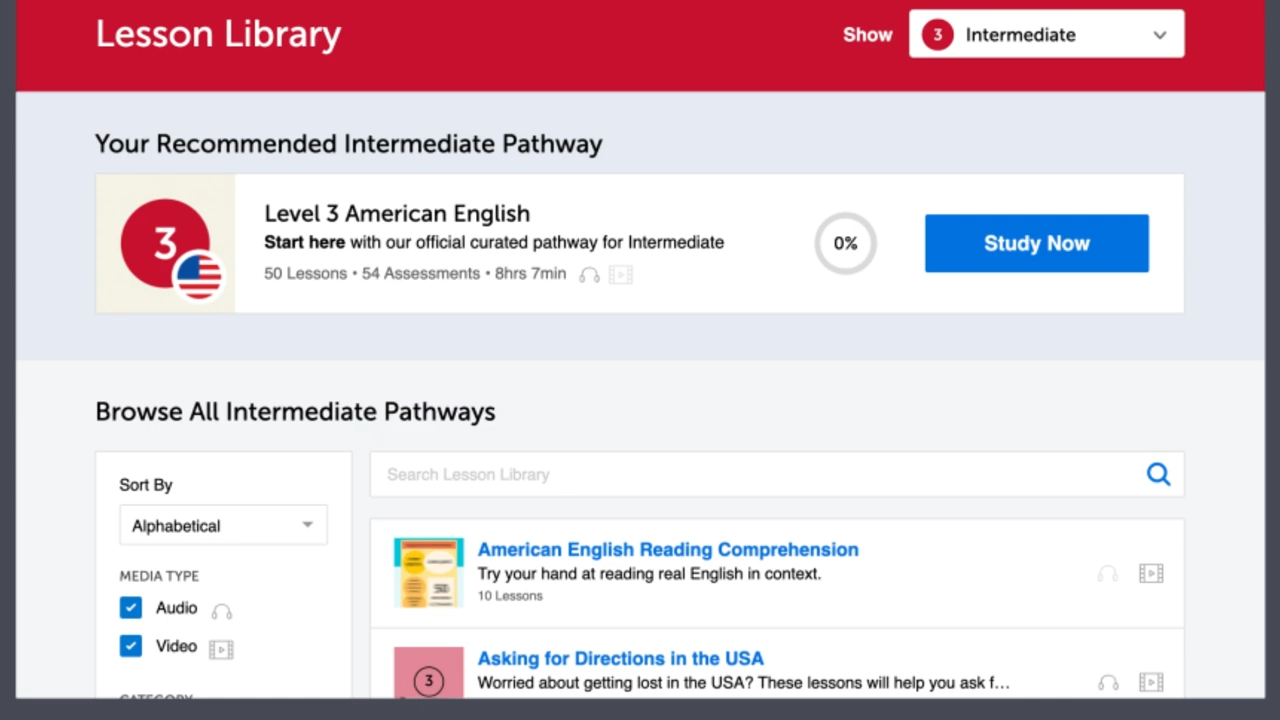 Lesson Library
Show
3 Intermediate
Your Recommended Intermediate Pathway
3
Level 3 American English
Start here with our official curated pathway for Intermediate
50 Lessons • 54 Assessments • 8hrs 7min
0%
Study Now
Browse All Intermediate Pathways
Sort By
Alphabetical
MEDIA TYPE
Audio
Video
CATEGORY
Search Lesson Library
American English Reading Comprehension
Try your hand at reading real English in context.
10 Lessons
3
Asking for Directions in the USA
Worried about getting lost in the USA? These lessons will help you ask f...